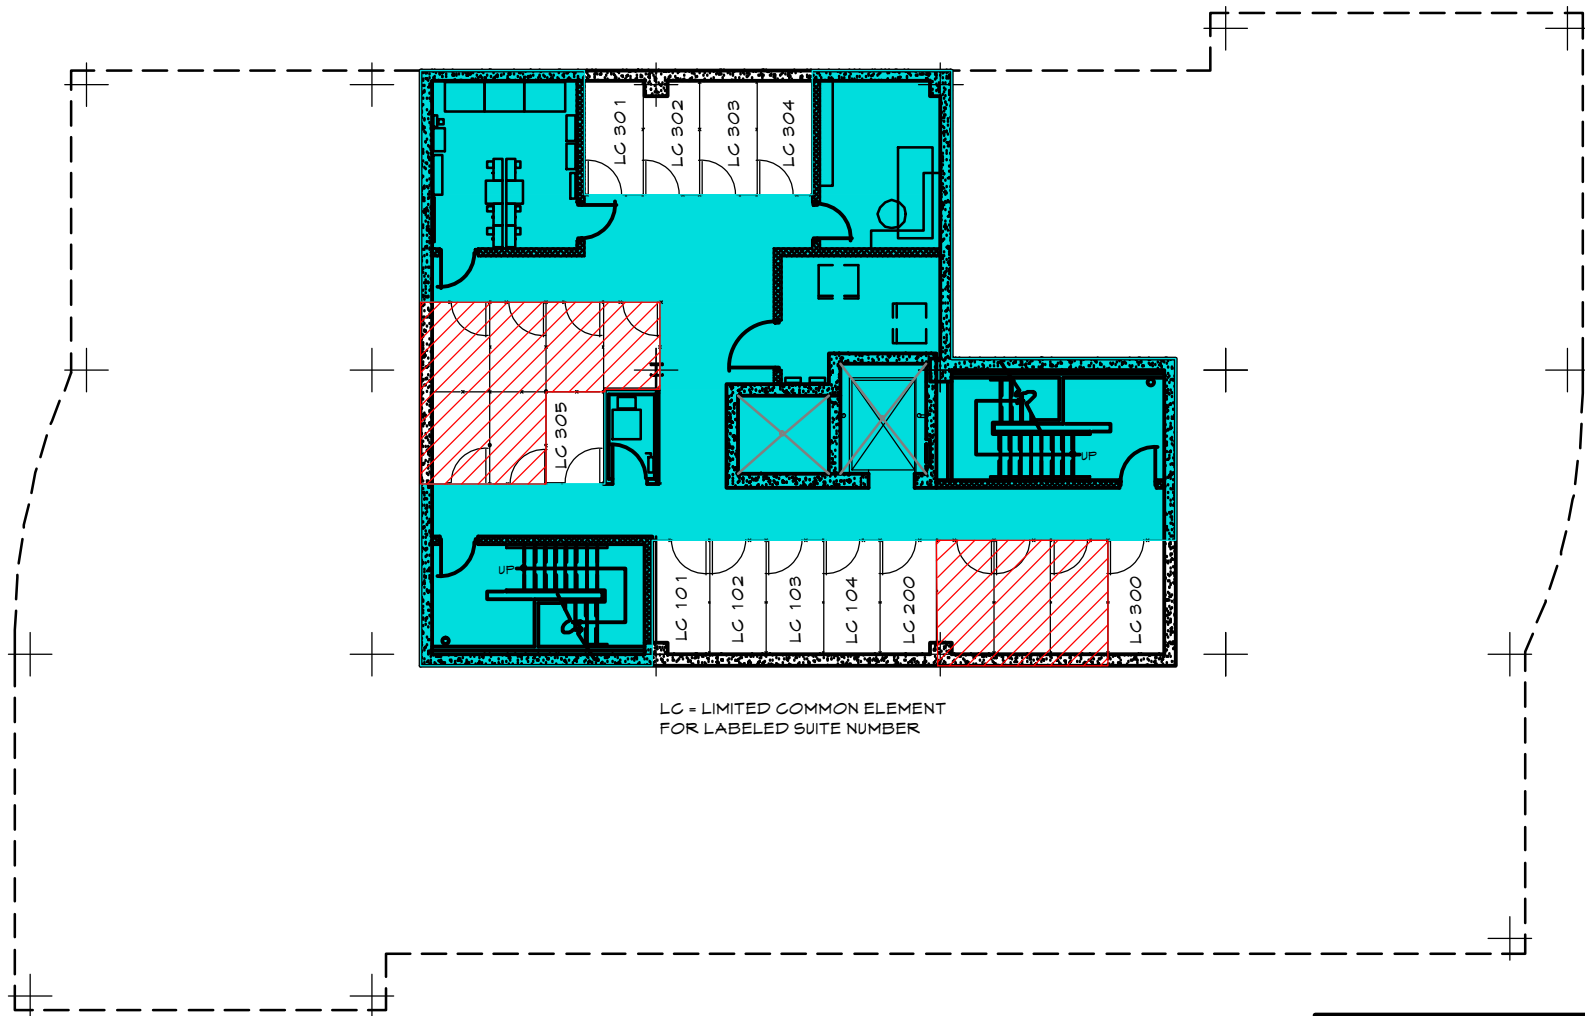 LC 301
LC 302
LC 303
LC 304
LC 305
UP
UP
LC 101
LC 102
LC 103
LC 104
LC 200
LC 300
LC = LIMITED COMMON ELEMENT
FOR LABELED SUITE NUMBER